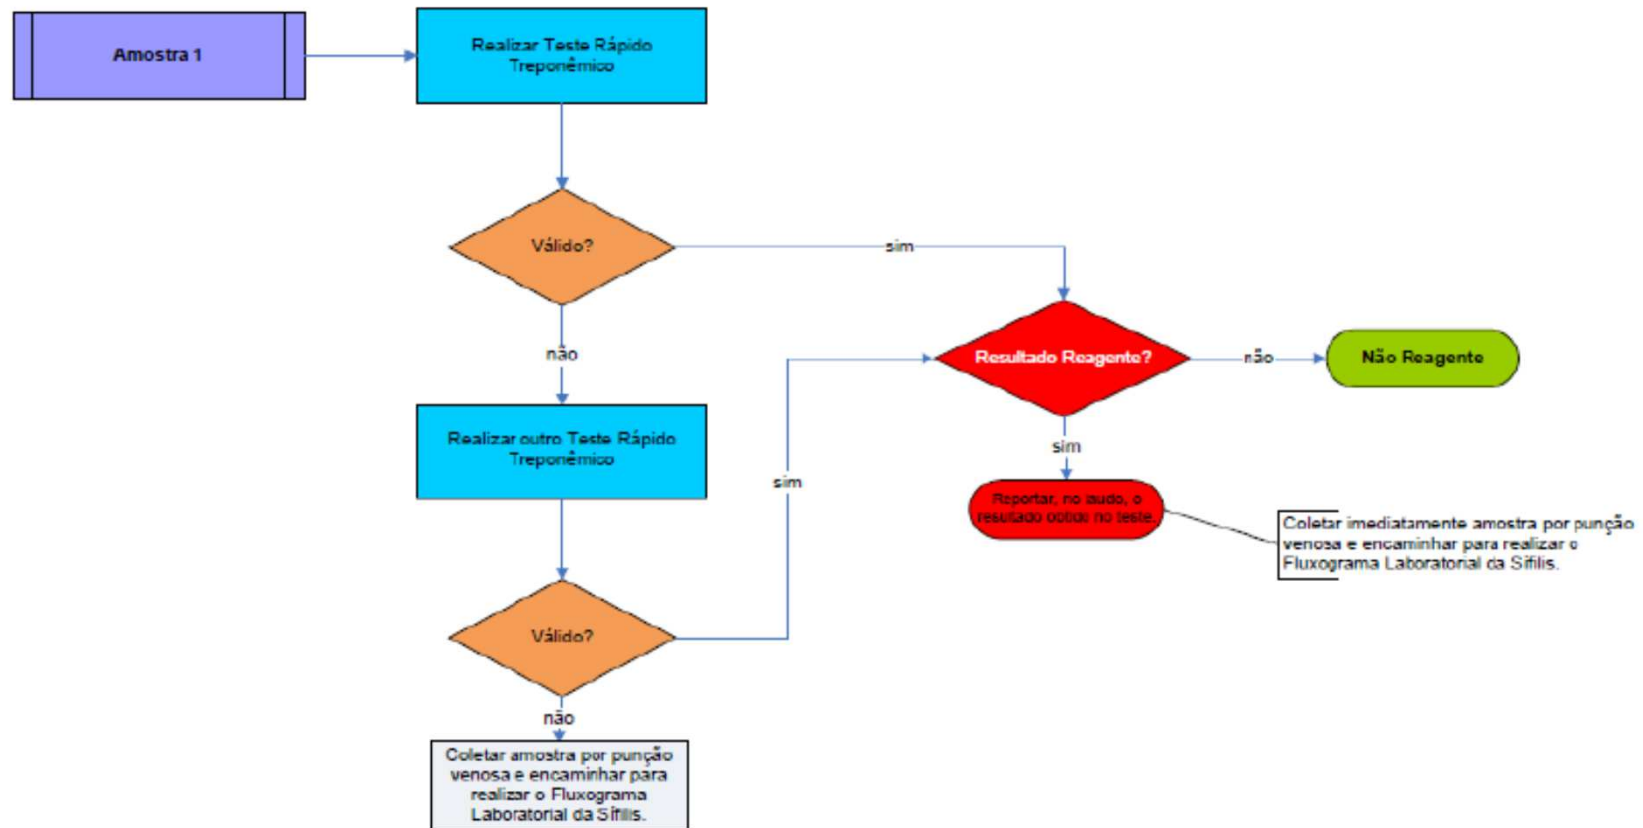 Amostra 1
Realizar Teste Rápido
Treponêmico
Válido?
sim
não
Resultado Reagente?
não
Não Reagente
Realizar outro Teste Rápido
Treponêmico
sim
sim
Reportar, no laudo, o
resultado obtido no teste.
Coletar imediatamente amostra por punção
venosa e encaminhar para realizar o
Fluxograma Laboratorial da Sífilis.
Válido?
não
Coletar amostra por punção
venosa e encaminhar para
realizar o Fluxograma
Laboratorial da Sífilis.